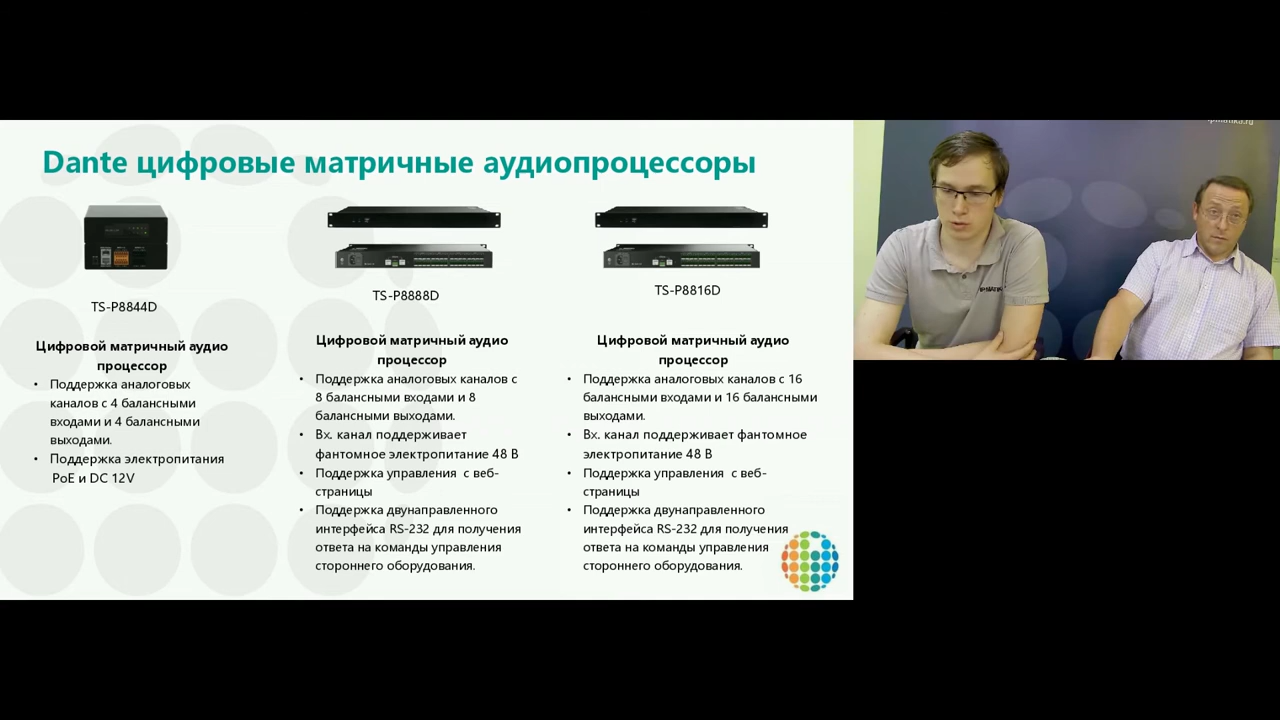 Dante цифровые матричные аудиопроцессоры
TS-P8844D
Цифровой матричный аудио
процессор
• Поддержка аналоговых
каналов с 4 балансными
входами и 4 балансными
выходами.
• Поддержка электропитания
PoE и DC 12V
TS-P8888D
Цифровой матричный аудио
процессор
• Поддержка аналоговых каналов с
8 балансными входами и 8
балансными выходами.
• Вх. канал поддерживает
фантомное электропитание 48 В
• Поддержка управления с веб-
страницы
• Поддержка двунаправленного
интерфейса RS-232 для получения
ответа на команды управления
стороннего оборудования.
TS-P8816D
Цифровой матричный аудио
процессор
• Поддержка аналоговых каналов с 16
балансными входами и 16 балансными
выходами.
• Вх. канал поддерживает фантомное
электропитание 48 В
• Поддержка управления с веб-
страницы
• Поддержка двунаправленного
интерфейса RS-232 для получения
ответа на команды управления
стороннего оборудования.